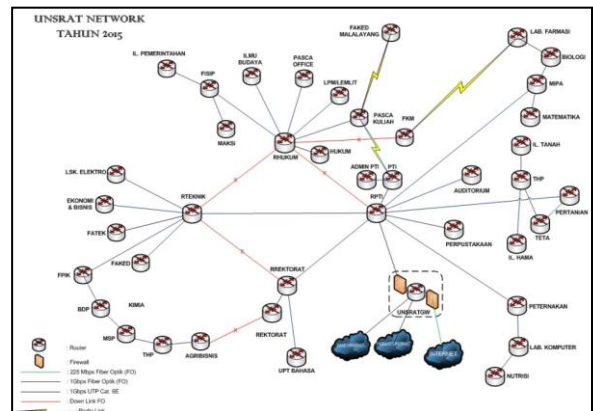 UNSRAT NETWORK
TAHUN 2015
FAKED
MALALAYANG
LAB. FARMASI
BIOLOGI
MIPA
MATEMATIKA
IL. PEMERINTAHAN
ILMU
BUDAYA
PASCA
OFFICE
FISIP
LPM/LEMLIT
MAKSI
RHUKUM
HUKUM
PASCA
KULIAH
FKM
IL. TANAH
THP
TETA
IL. HAMA
PERTANIAN
ADMIN PTI
PTI
RPTI
AUDITORIUM
PERPUSTAKAAN
LSK. ELEKTRO
EKONOMI
& BISNIS
RTEKNIK
FATEK
FAKED
FPIK
BDP
KIMIA
MSP
THP
AGRIBISNIS
RREKTORAT
REKTORAT
UPT BAHASA
UNSRATGW
INTERNET
PETERNAKAN
LAB. KOMPUTER
NUTRISI
: Router
: Firewall
: 225 Mbps Fiber Optik (FO)
: 1Gbps Fiber Optik (FO)
: 1Gbps UTP Cat. 5E
: Down Link FO
: Radio Link